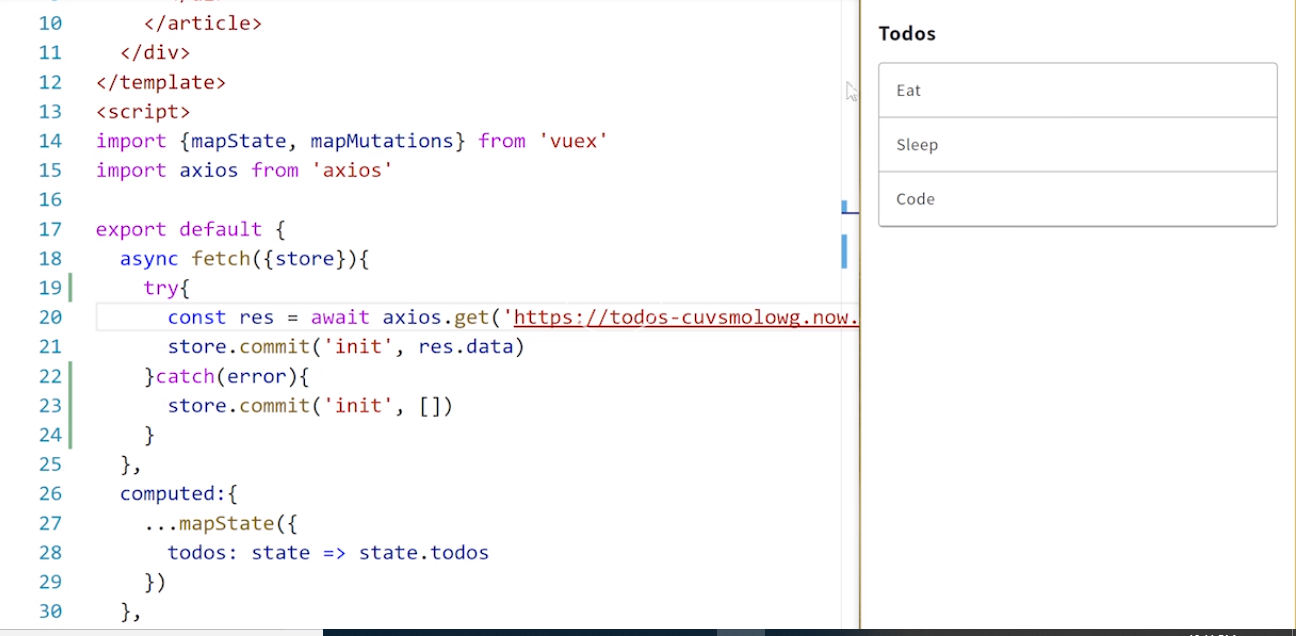 10 </article>
11 </div>
12 </template>
13 <script>
14 import {mapState, mapMutations} from 'vuex'
15 import axios from 'axios'
16
17 export default {
18 async fetch({store}){
19 try{
20 const res = await axios.get('https://todos-cuvsmolowg.now.
21 store.commit('init', res.data)
22 }catch(error){
23 store.commit('init', [])
24 }
25 },
26 computed:{
27 ...mapState({
28 todos: state => state.todos
29 })
30 },
Todos
Eat
Sleep
Code